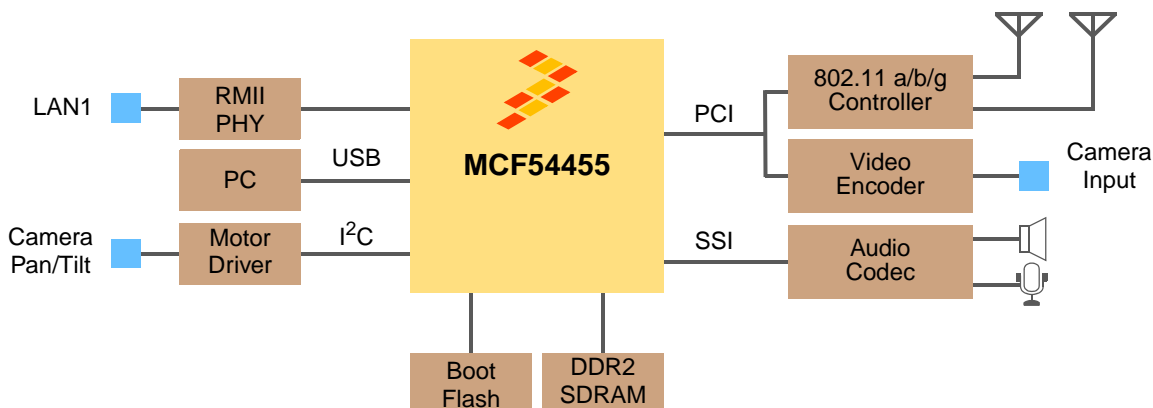 LAN1
RMII
PHY
PC
USB
Camera
Pan/Tilt
Motor
Driver
I²C
MCF54455
Boot
Flash
DDR2
SDRAM
PCI
802.11 a/b/g
Controller
Video
Encoder
Camera
Input
SSI
Audio
Codec